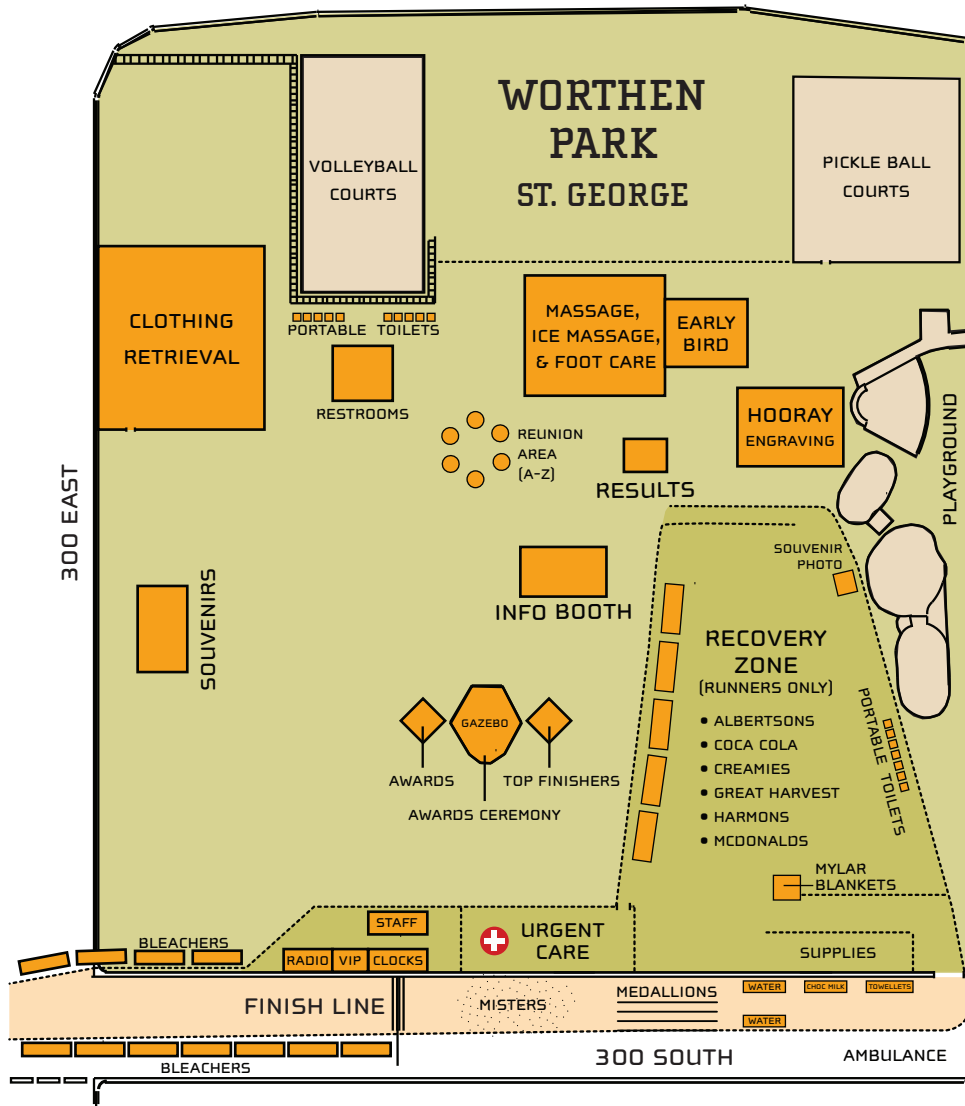 WORTHEN
PARK
ST. GEORGE
VOLLEYBALL
COURTS
PICKLE BALL
COURTS
CLOTHING
RETRIEVAL
PORTABLE TOILETS
RESTROOMS
MASSAGE,
ICE MASSAGE,
& FOOT CARE
EARLY
BIRD
HOORAY
ENGRAVING
PLAYGROUND
REUNION
AREA
(A-Z)
RESULTS
300 EAST
SOUVENIRS
INFO BOOTH
SOUVENIR
PHOTO
RECOVERY
ZONE
(RUNNERS ONLY)
• ALBERTSONS
• COCA COLA
• CREAMIES
• GREAT HARVEST
• HARMONS
• MCDONALDS
PORTABLE TOILETS
GAZEBO
AWARDS
TOP FINISHERS
AWARDS CEREMONY
MYLAR
BLANKETS
STAFF
URGENT
CARE
BLEACHERS
RADIO
VIP
CLOCKS
SUPPLIES
FINISH LINE
MISTERS
MEDALLIONS
WATER
CHOC MILK
TOWELLETS
WATER
300 SOUTH
AMBULANCE
BLEACHERS